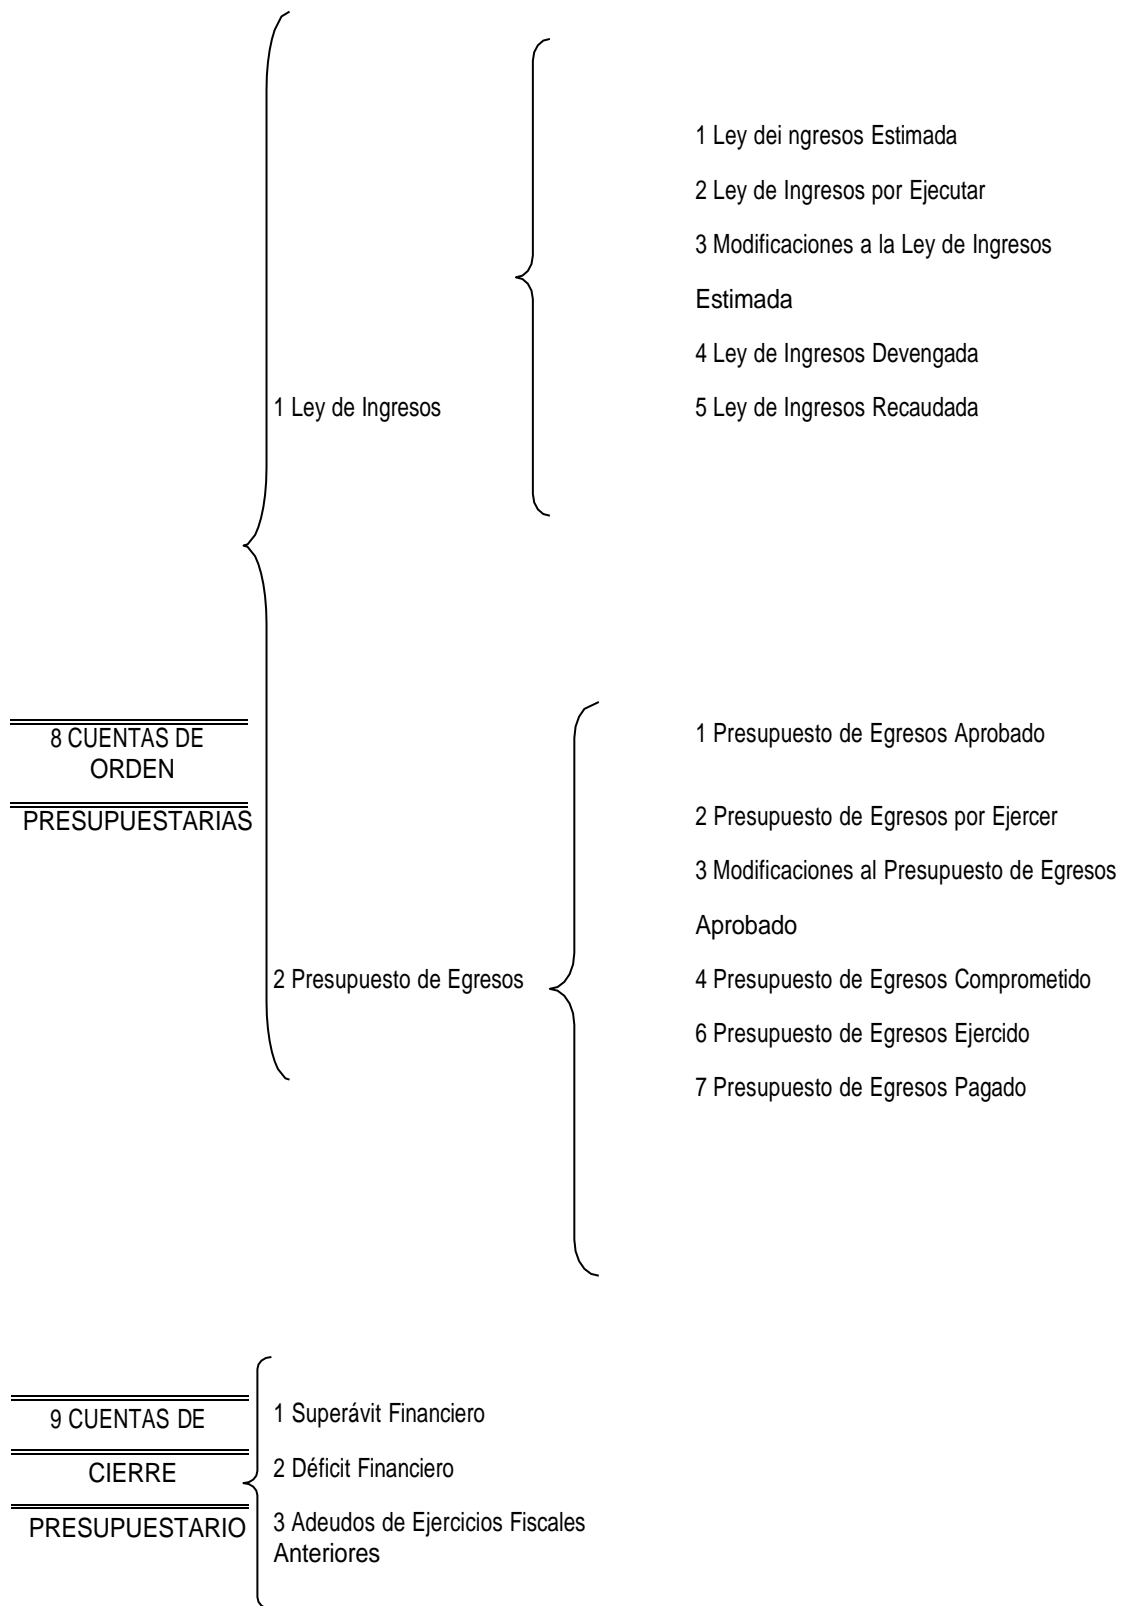 1 Ley dei ngresos Estimada
2 Ley de Ingresos por Ejecutar
3 Modificaciones a la Ley de Ingresos
Estimada
4 Ley de Ingresos Devengada
1 Ley de Ingresos
5 Ley de Ingresos Recaudada
8 CUENTAS DE
ORDEN
PRESUPUESTARIAS
1 Presupuesto de Egresos Aprobado
2 Presupuesto de Egresos por Ejercer
3 Modificaciones al Presupuesto de Egresos
Aprobado
2 Presupuesto de Egresos
4 Presupuesto de Egresos Comprometido
6 Presupuesto de Egresos Ejercido
7 Presupuesto de Egresos Pagado
9 CUENTAS DE
CIERRE
PRESUPUESTARIO
1 Superávit Financiero
2 Déficit Financiero
3 Adeudos de Ejercicios Fiscales
Anteriores